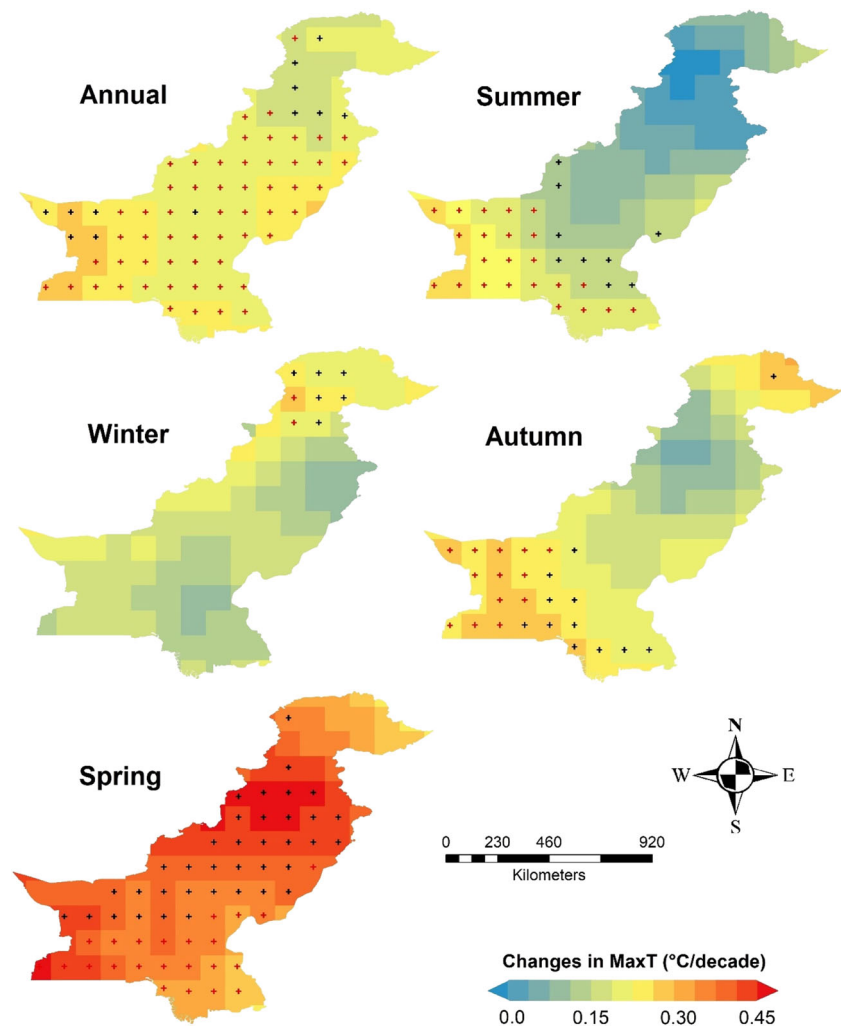 Annual
Summer
Winter
Autumn
Spring
N
W E
S
0 230 460 920
Kilometers
Changes in MaxT (°C/decade)
0.0 0.15 0.30 0.45